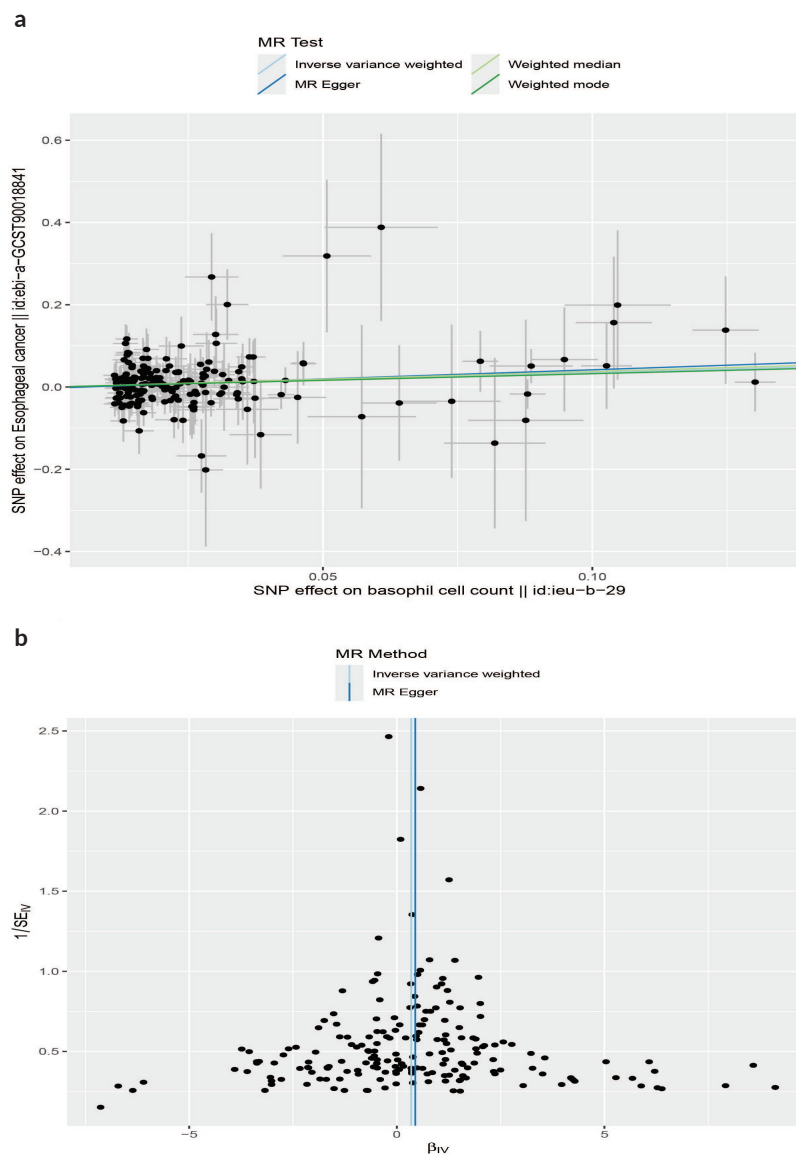 a
MR Test
Inverse variance weighted
Weighted median
MR Egger
Weighted mode
SNP effect on Esophageal cancer || id:ebi-a-GCST90018841
0.6
0.4
0.2
0.0
−0.2
−0.4
0.05
0.10
SNP effect on basophil cell count || id:ieu−b−29
b
MR Method
Inverse variance weighted
MR Egger
1/SEIV
2.5
2.0
1.5
1.0
0.5
−5
0
5
βIV